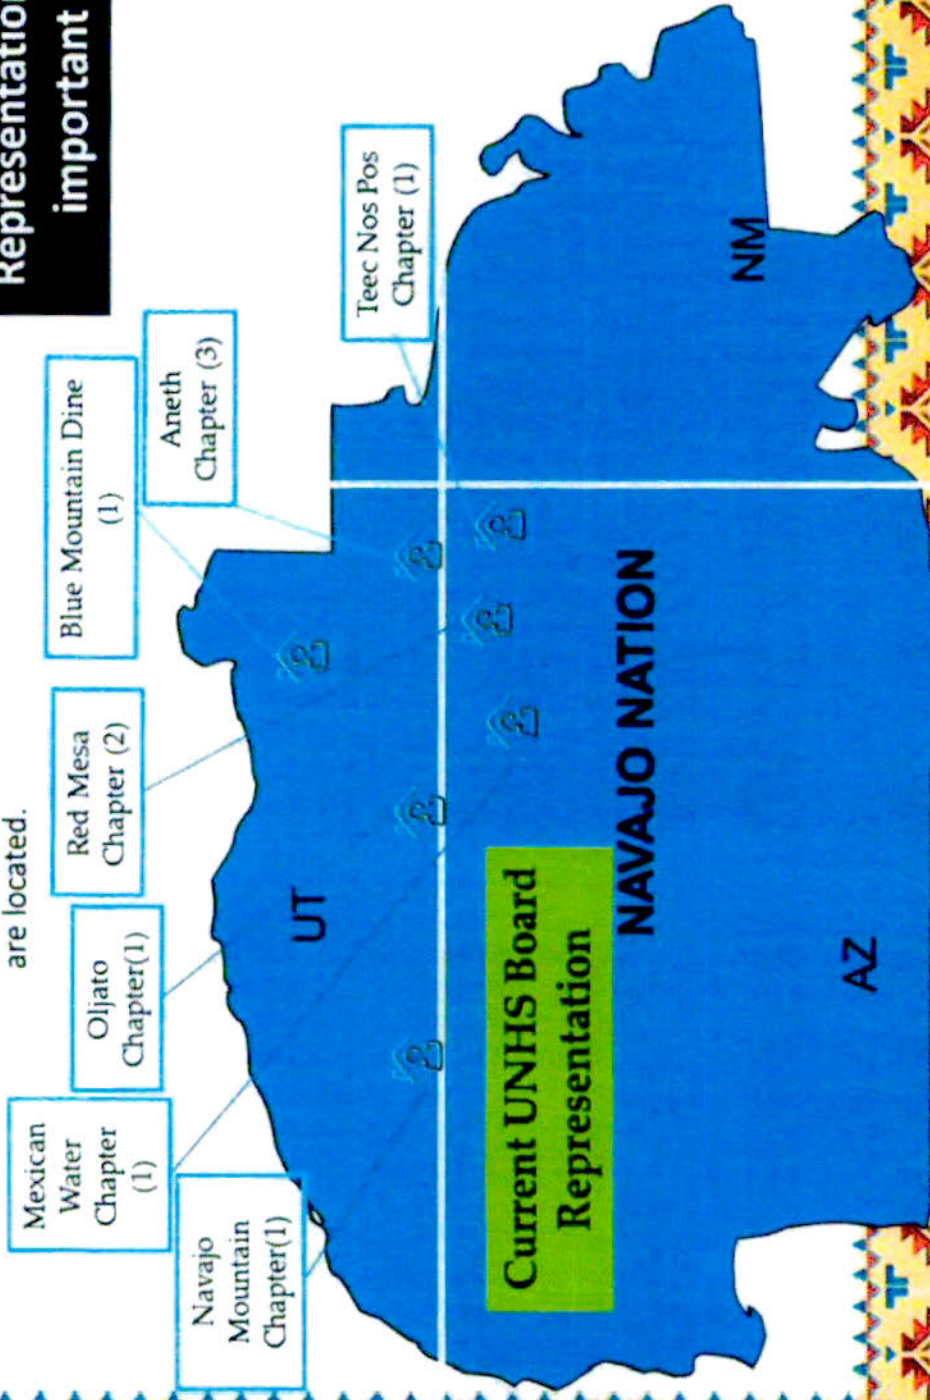 Representation
important
are located.
Mexican
Water
Chapter
(1)
Navajo
Mountain
Chapter(1)
Oljato
Chapter(1)
Red Mesa
Chapter (2)
Blue Mountain Dine
(1)
Aneth
Chapter (3)
Teec Nos Pos
Chapter (1)
UT
Current UNHS Board
Representation
NAVAJO NATION
AZ
NM